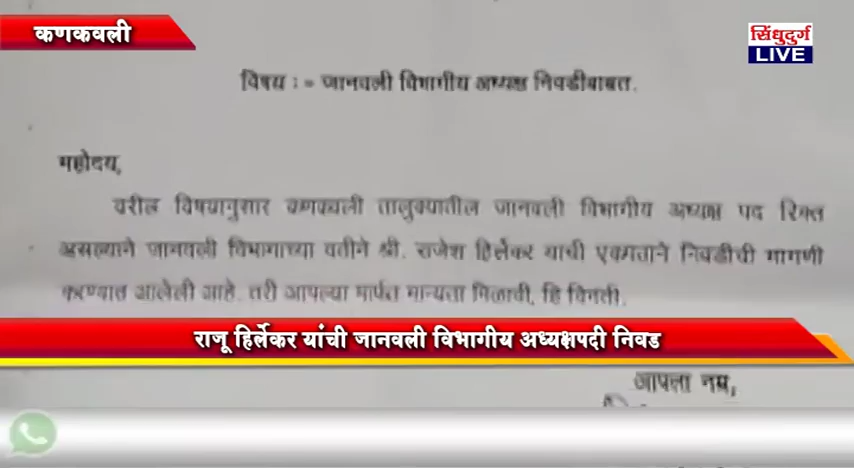 कणकवली
सिंधुदुर्ग
LIVE
विषय :- जानवली विभागीय अध्यक्ष निवडीबाबत.
महोदय,
वरील विषयानुसार कणकवली तालुक्यातील जानवली विभागीय अध्यक्ष पद रिक्त
असल्याने जानवली विभागाच्या वतीने श्री. राजेश हिर्लेकर याची एकमताने निवडीची मागणी
करण्यात आलेली आहे. तरी आपल्या मार्फत मान्यता मिळावी, हि विनंती.
राजू हिर्लेकर यांची जानवली विभागीय अध्यक्षपदी निवड
आपला नम्र,